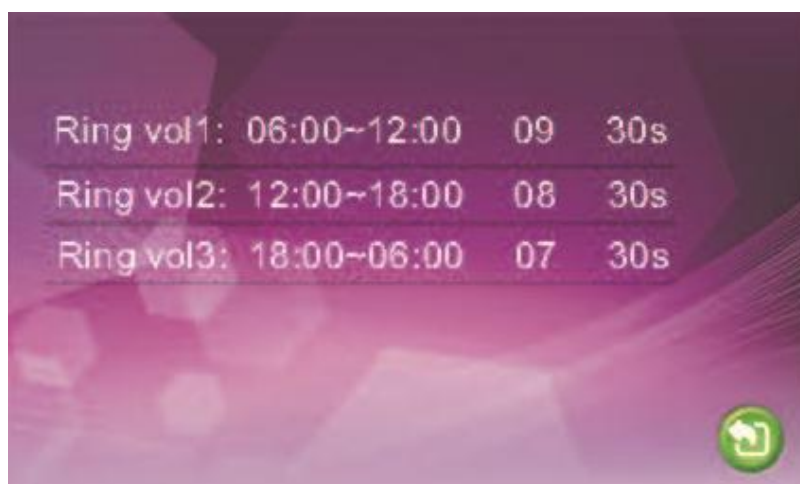 Ring vol1: 06:00~12:00 09 30s
Ring vol2: 12:00~18:00 08 30s
Ring vol3: 18:00~06:00 07 30s